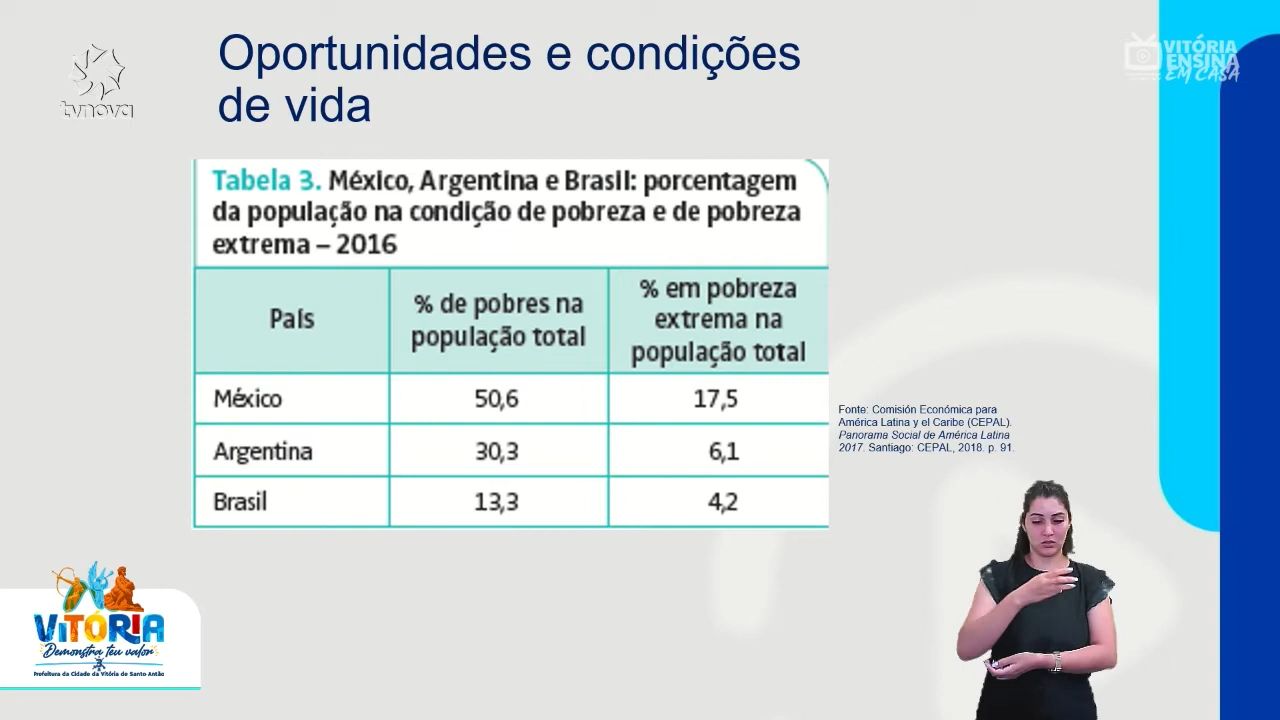 Oportunidades e condições
de vida
tvnova
VITÓRIA
ENSINA
EM CASA
Tabela 3. México, Argentina e Brasil: porcentagem
da população na condição de pobreza e de pobreza
extrema – 2016
País
% de pobres na
população total
% em pobreza
extrema na
população total
México 50,6 17,5
Argentina 30,3 6,1
Brasil 13,3 4,2
Fonte: Comisión Económica para
América Latina y el Caribe (CEPAL).
Panorama Social de América Latina
2017. Santiago: CEPAL, 2018. p. 91.
ViTÓRIA
Demonstra teu valor
Prefeitura da Cidade da Vitória de Santo Antão